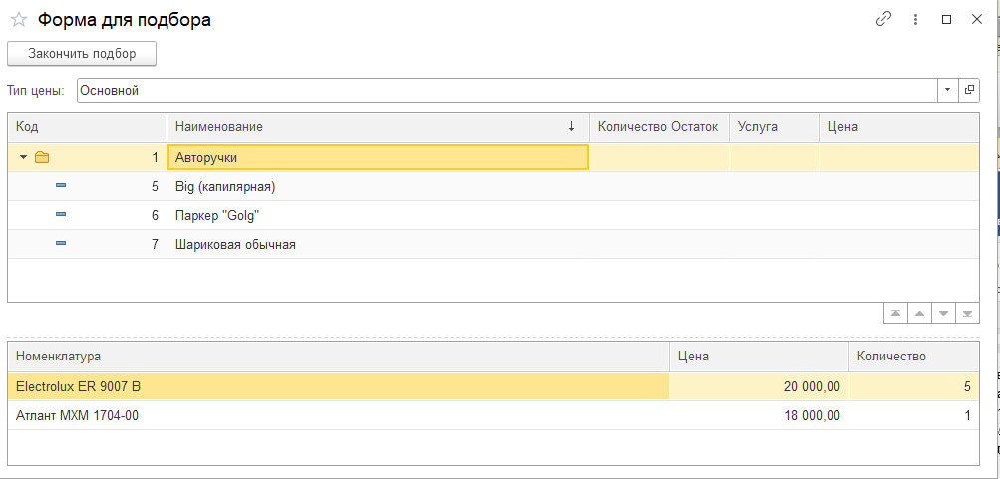 Форма для подбора
Закончить подбор
Тип цены: Основной
Код Наименование ↓ Количество Остаток Услуга Цена
1 Авторучки
5 Big (капилярная)
6 Паркер "Golg"
7 Шариковая обычная
Номенклатура Цена Количество
Electrolux ER 9007 B 20 000,00 5
Атлант МХМ 1704-00 18 000,00 1